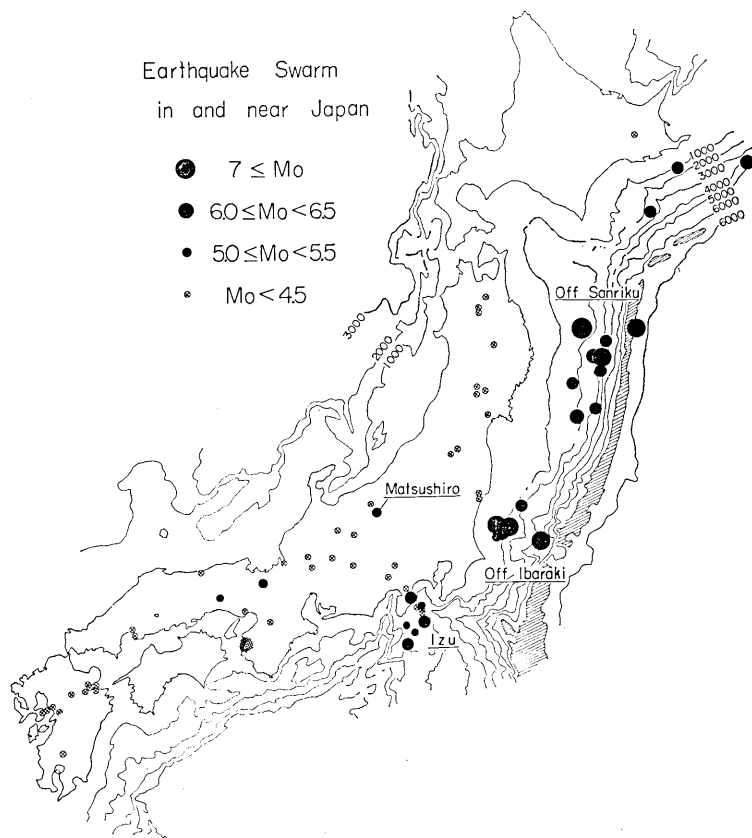 Earthquake Swarm
in and near Japan
7 ≤ Mo
6.0 ≤ Mo < 6.5
5.0 ≤ Mo < 5.5
Mo < 4.5
1000
2000
3000
4000
5000
6000
6000
Off Sanriku
3000
2000
1000
Matsushiro
Off Ibaraki
Izu